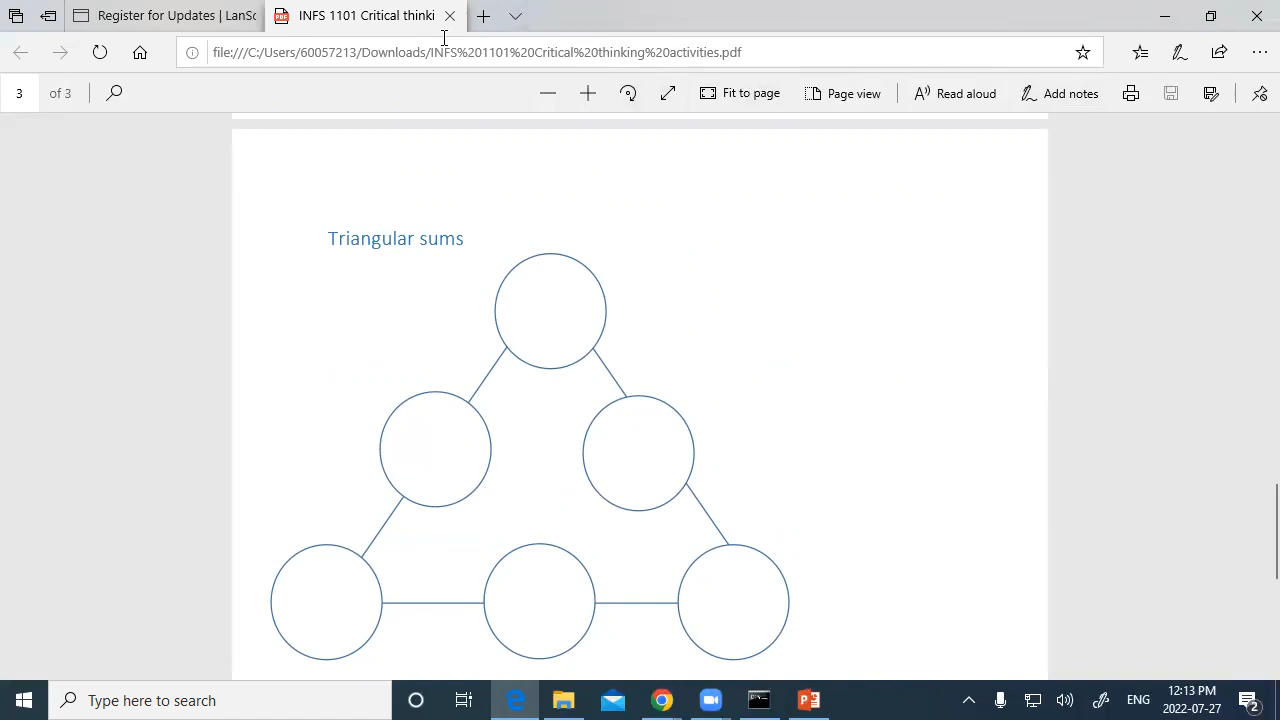 Register for Updates | LanSc
INFS 1101 Critical thinki
file:///C:/Users/60057213/Downloads/INFS%201101%20Critical%20thinking%20activities.pdf
3 of 3
Fit to page
Page view
Read aloud
Add notes
Triangular sums
Type here to search
ENG
12:13 PM
2022-07-27
2